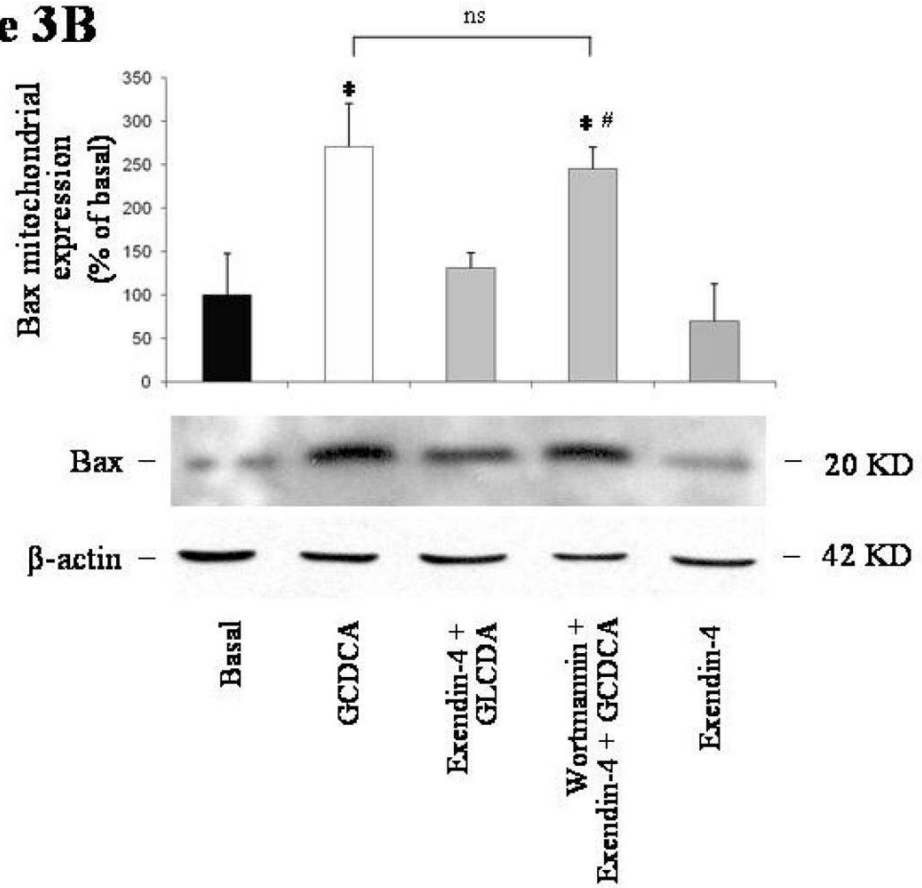 e 3B
ns
Bax mitochondrial
expression
(% of basal)
350
300
250
200
150
100
50
0
‡
‡ #
Bax –
– 20 KD
β-actin –
– 42 KD
Basal
GCDCA
Exendin-4 +
GLCDA
Wortmannin +
Exendin-4 + GCDCA
Exendin-4